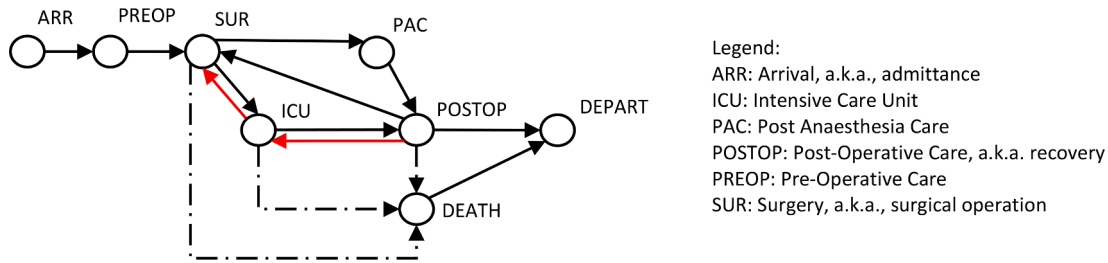 ARR
PREOP
SUR
PAC
ICU
POSTOP
DEPART
DEATH
Legend:
ARR: Arrival, a.k.a., admittance
ICU: Intensive Care Unit
PAC: Post Anaesthesia Care
POSTOP: Post-Operative Care, a.k.a. recovery
PREOP: Pre-Operative Care
SUR: Surgery, a.k.a., surgical operation